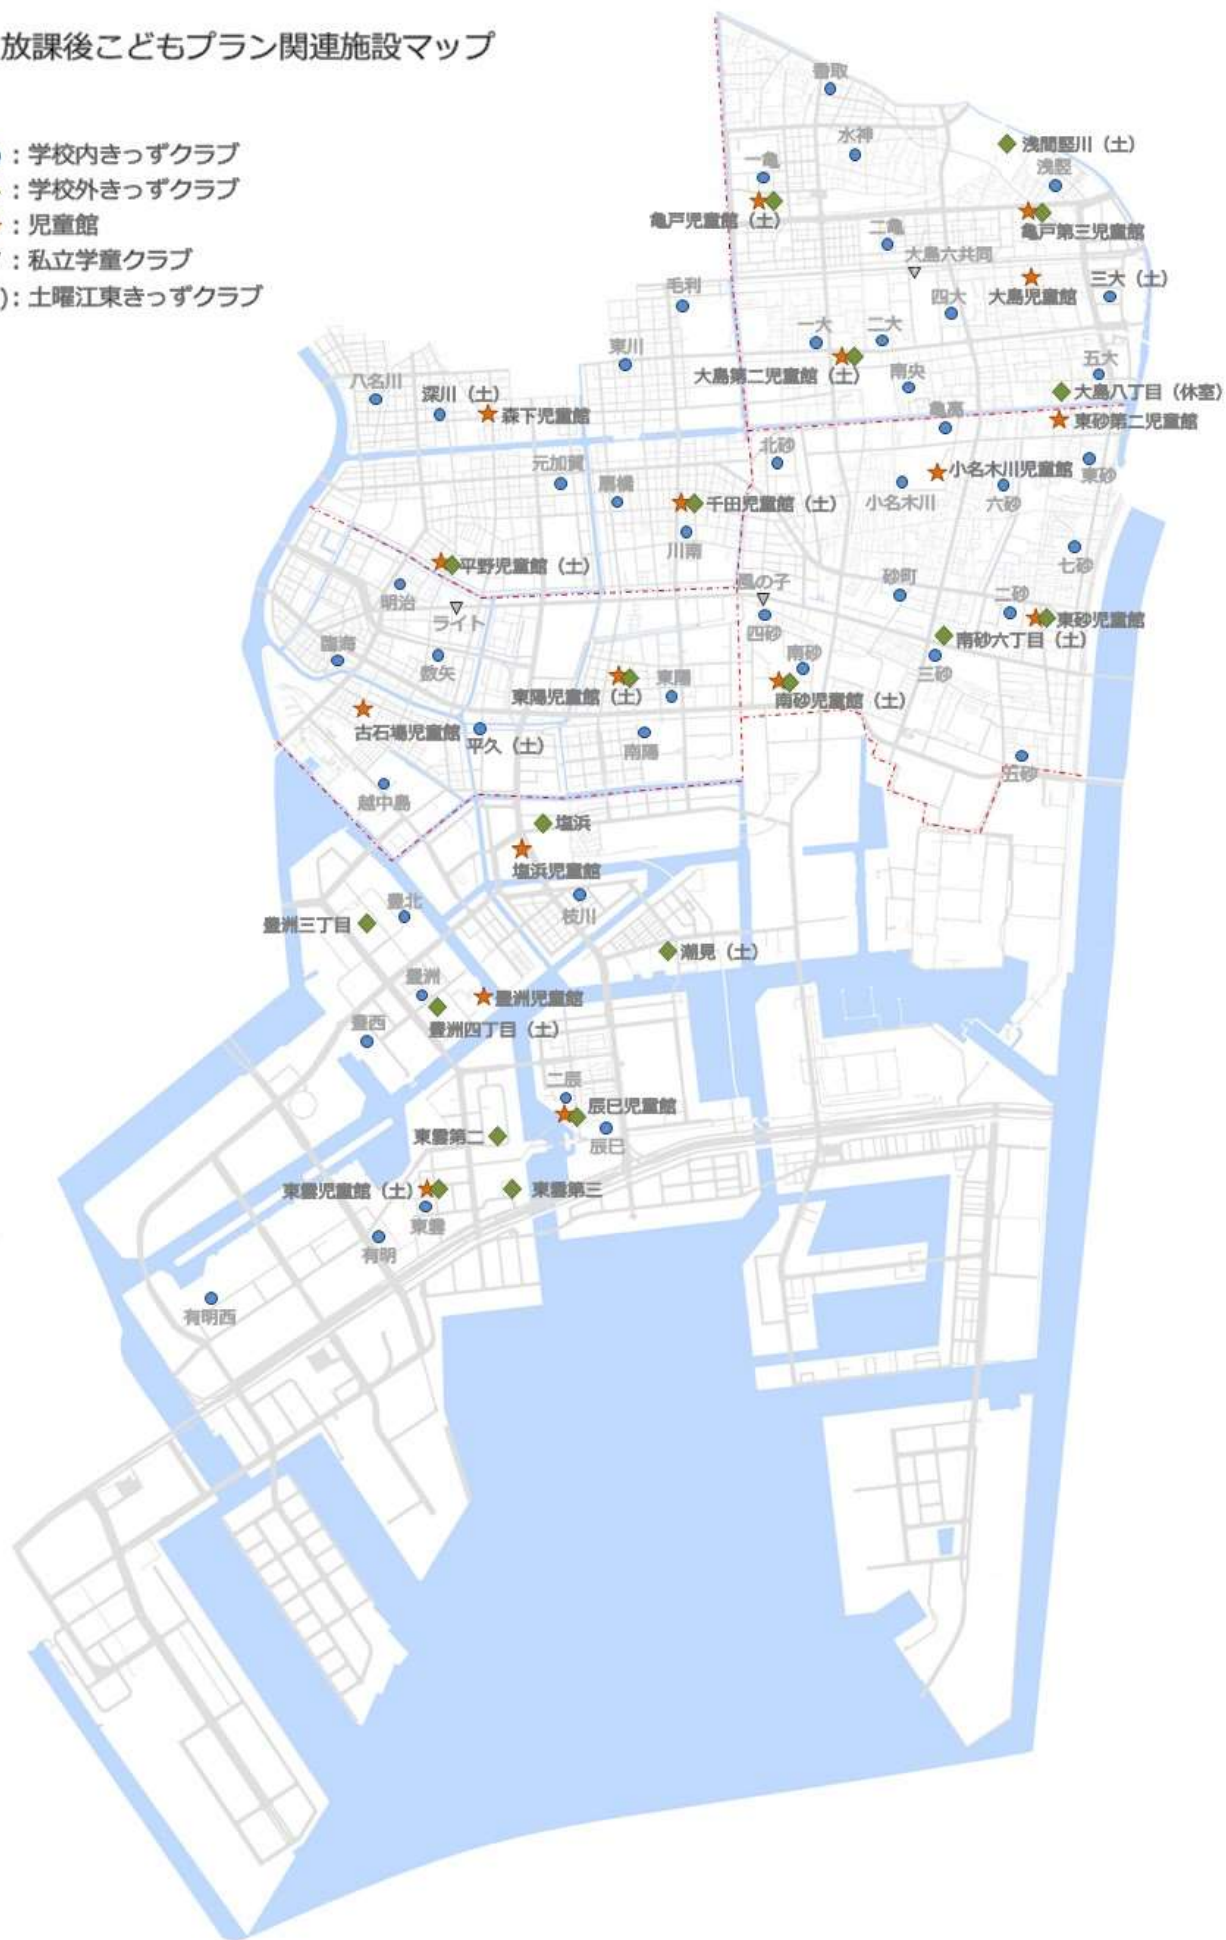 放課後こどもプラン関連施設マップ
：学校内きっずクラブ
：学校外きっずクラブ
：児童館
：私立学童クラブ
)：土曜江東きっずクラブ
香取
水神
浅間竪川（土）
浅竪
一亀
亀戸児童館（土）
亀戸第三児童館
二亀
大島六共同
大島児童館
三大（土）
毛利
四大
一大
二大
東川
大島第二児童館（土）
南央
五大
大島八丁目（休室）
八名川
深川（土）
森下児童館
亀高
東砂第二児童館
北砂
元加賀
扇橋
小名木川児童館
東砂
千田児童館（土）
小名木川
六砂
川南
七砂
平野児童館（土）
明治
風の子
砂町
二砂
ライト
四砂
東砂児童館
南砂六丁目（土）
臨海
数矢
南砂
三砂
東陽児童館（土）
東陽
南砂児童館（土）
古石場児童館
平久（土）
南陽
五砂
越中島
塩浜
塩浜児童館
豊北
枝川
豊洲三丁目
潮見（土）
豊洲
豊洲児童館
豊西
豊洲四丁目（土）
二辰
辰巳児童館
東雲第二
辰巳
東雲児童館（土）
東雲第三
東雲
有明
有明西